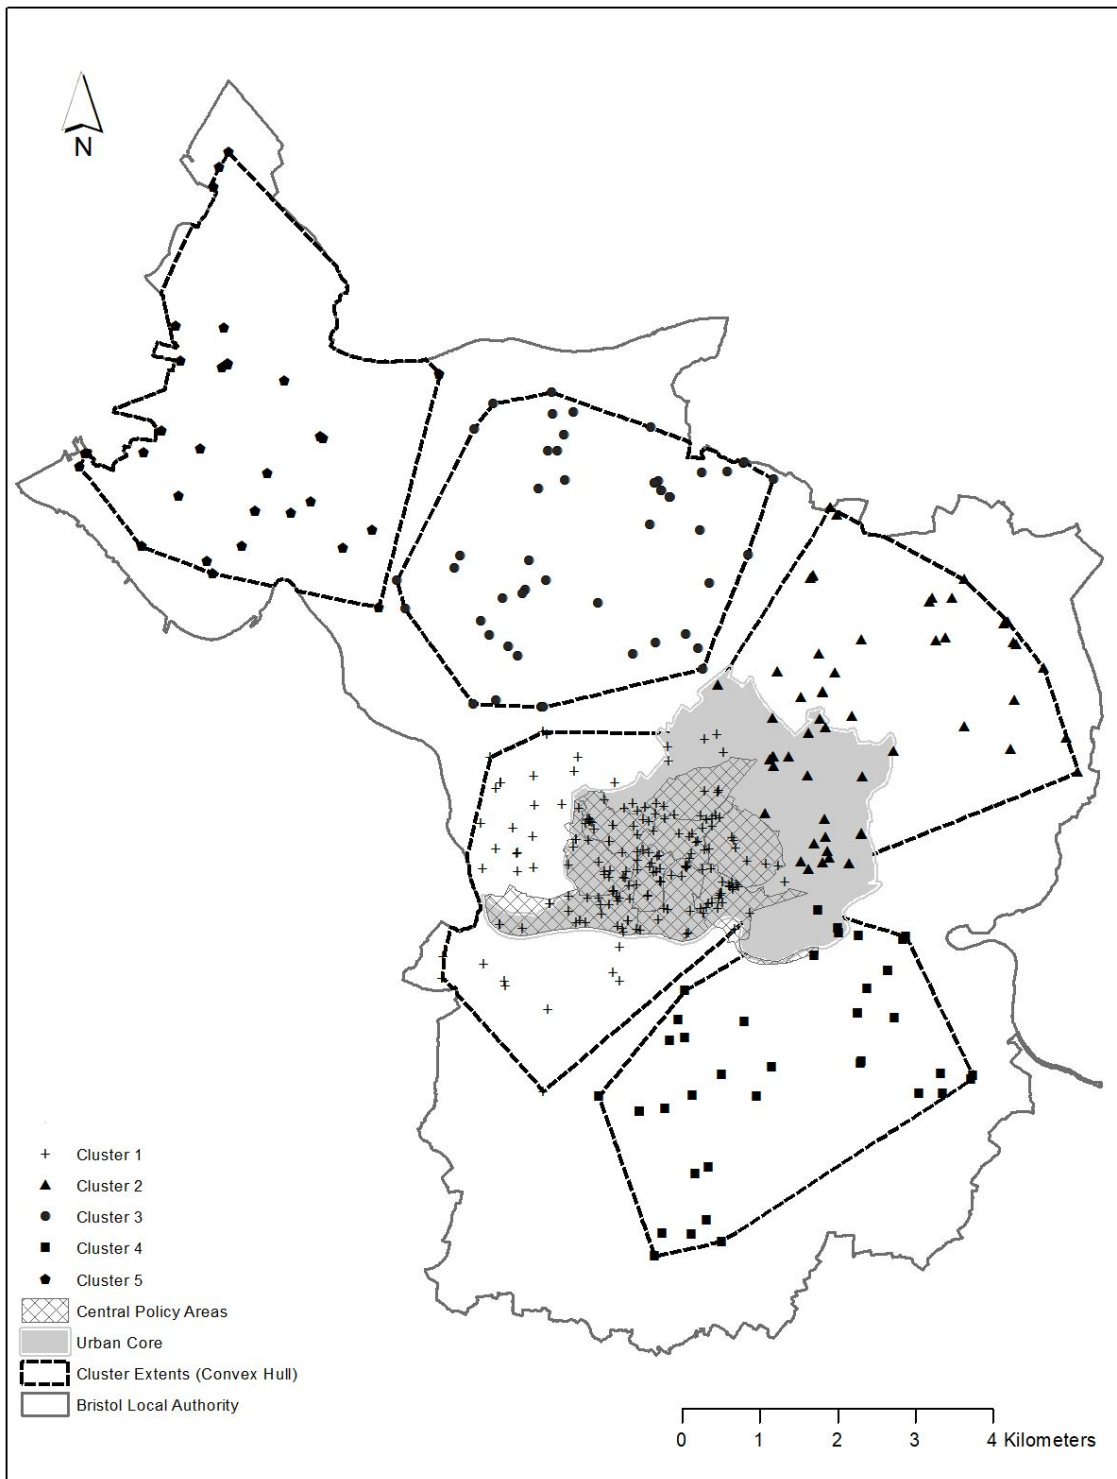 N
Cluster 1
Cluster 2
Cluster 3
Cluster 4
Cluster 5
Central Policy Areas
Urban Core
Cluster Extents (Convex Hull)
Bristol Local Authority
0 1 2 3 4 Kilometers